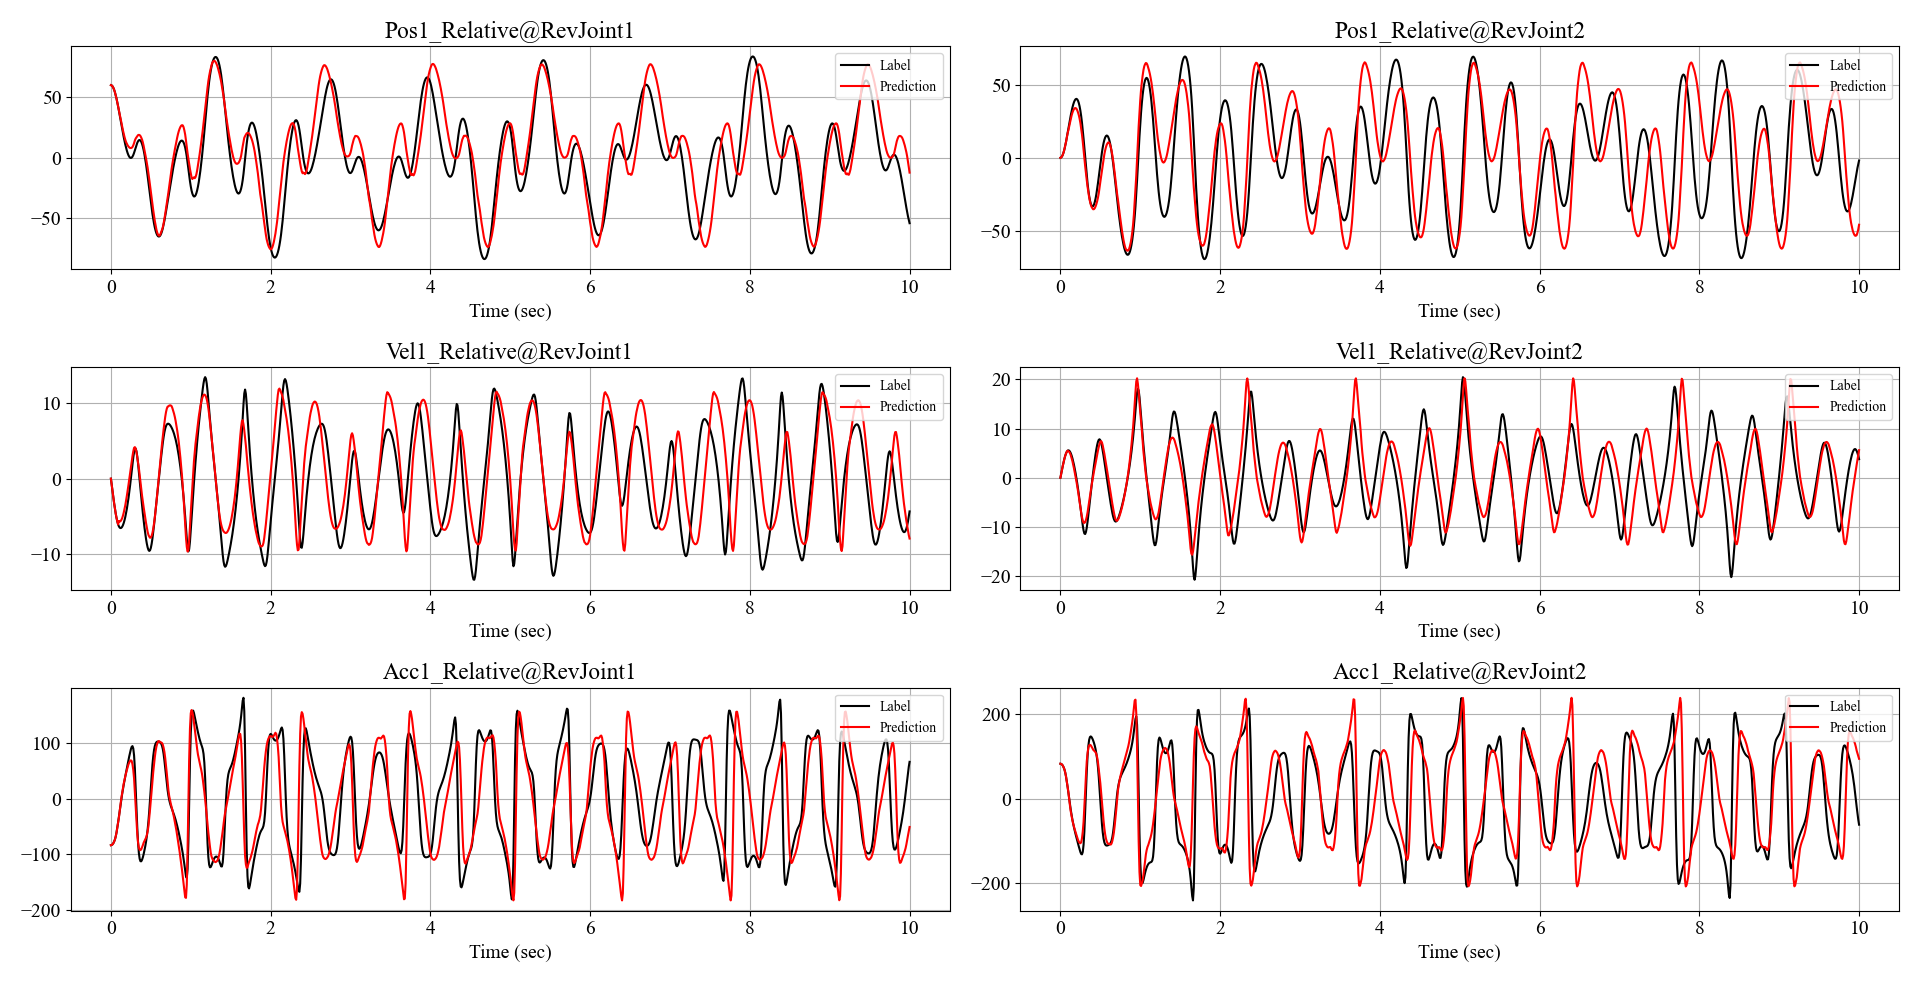 Pos1_Relative@RevJoint1
Label
Prediction
50
0
−50
0 2 4 6 8 10
Time (sec)
Pos1_Relative@RevJoint2
Label
Prediction
50
0
−50
0 2 4 6 8 10
Time (sec)
Vel1_Relative@RevJoint1
Label
Prediction
10
0
−10
0 2 4 6 8 10
Time (sec)
Vel1_Relative@RevJoint2
Label
Prediction
20
10
0
−10
−20
0 2 4 6 8 10
Time (sec)
Acc1_Relative@RevJoint1
Label
Prediction
100
0
−100
−200
0 2 4 6 8 10
Time (sec)
Acc1_Relative@RevJoint2
Label
Prediction
200
0
−200
0 2 4 6 8 10
Time (sec)